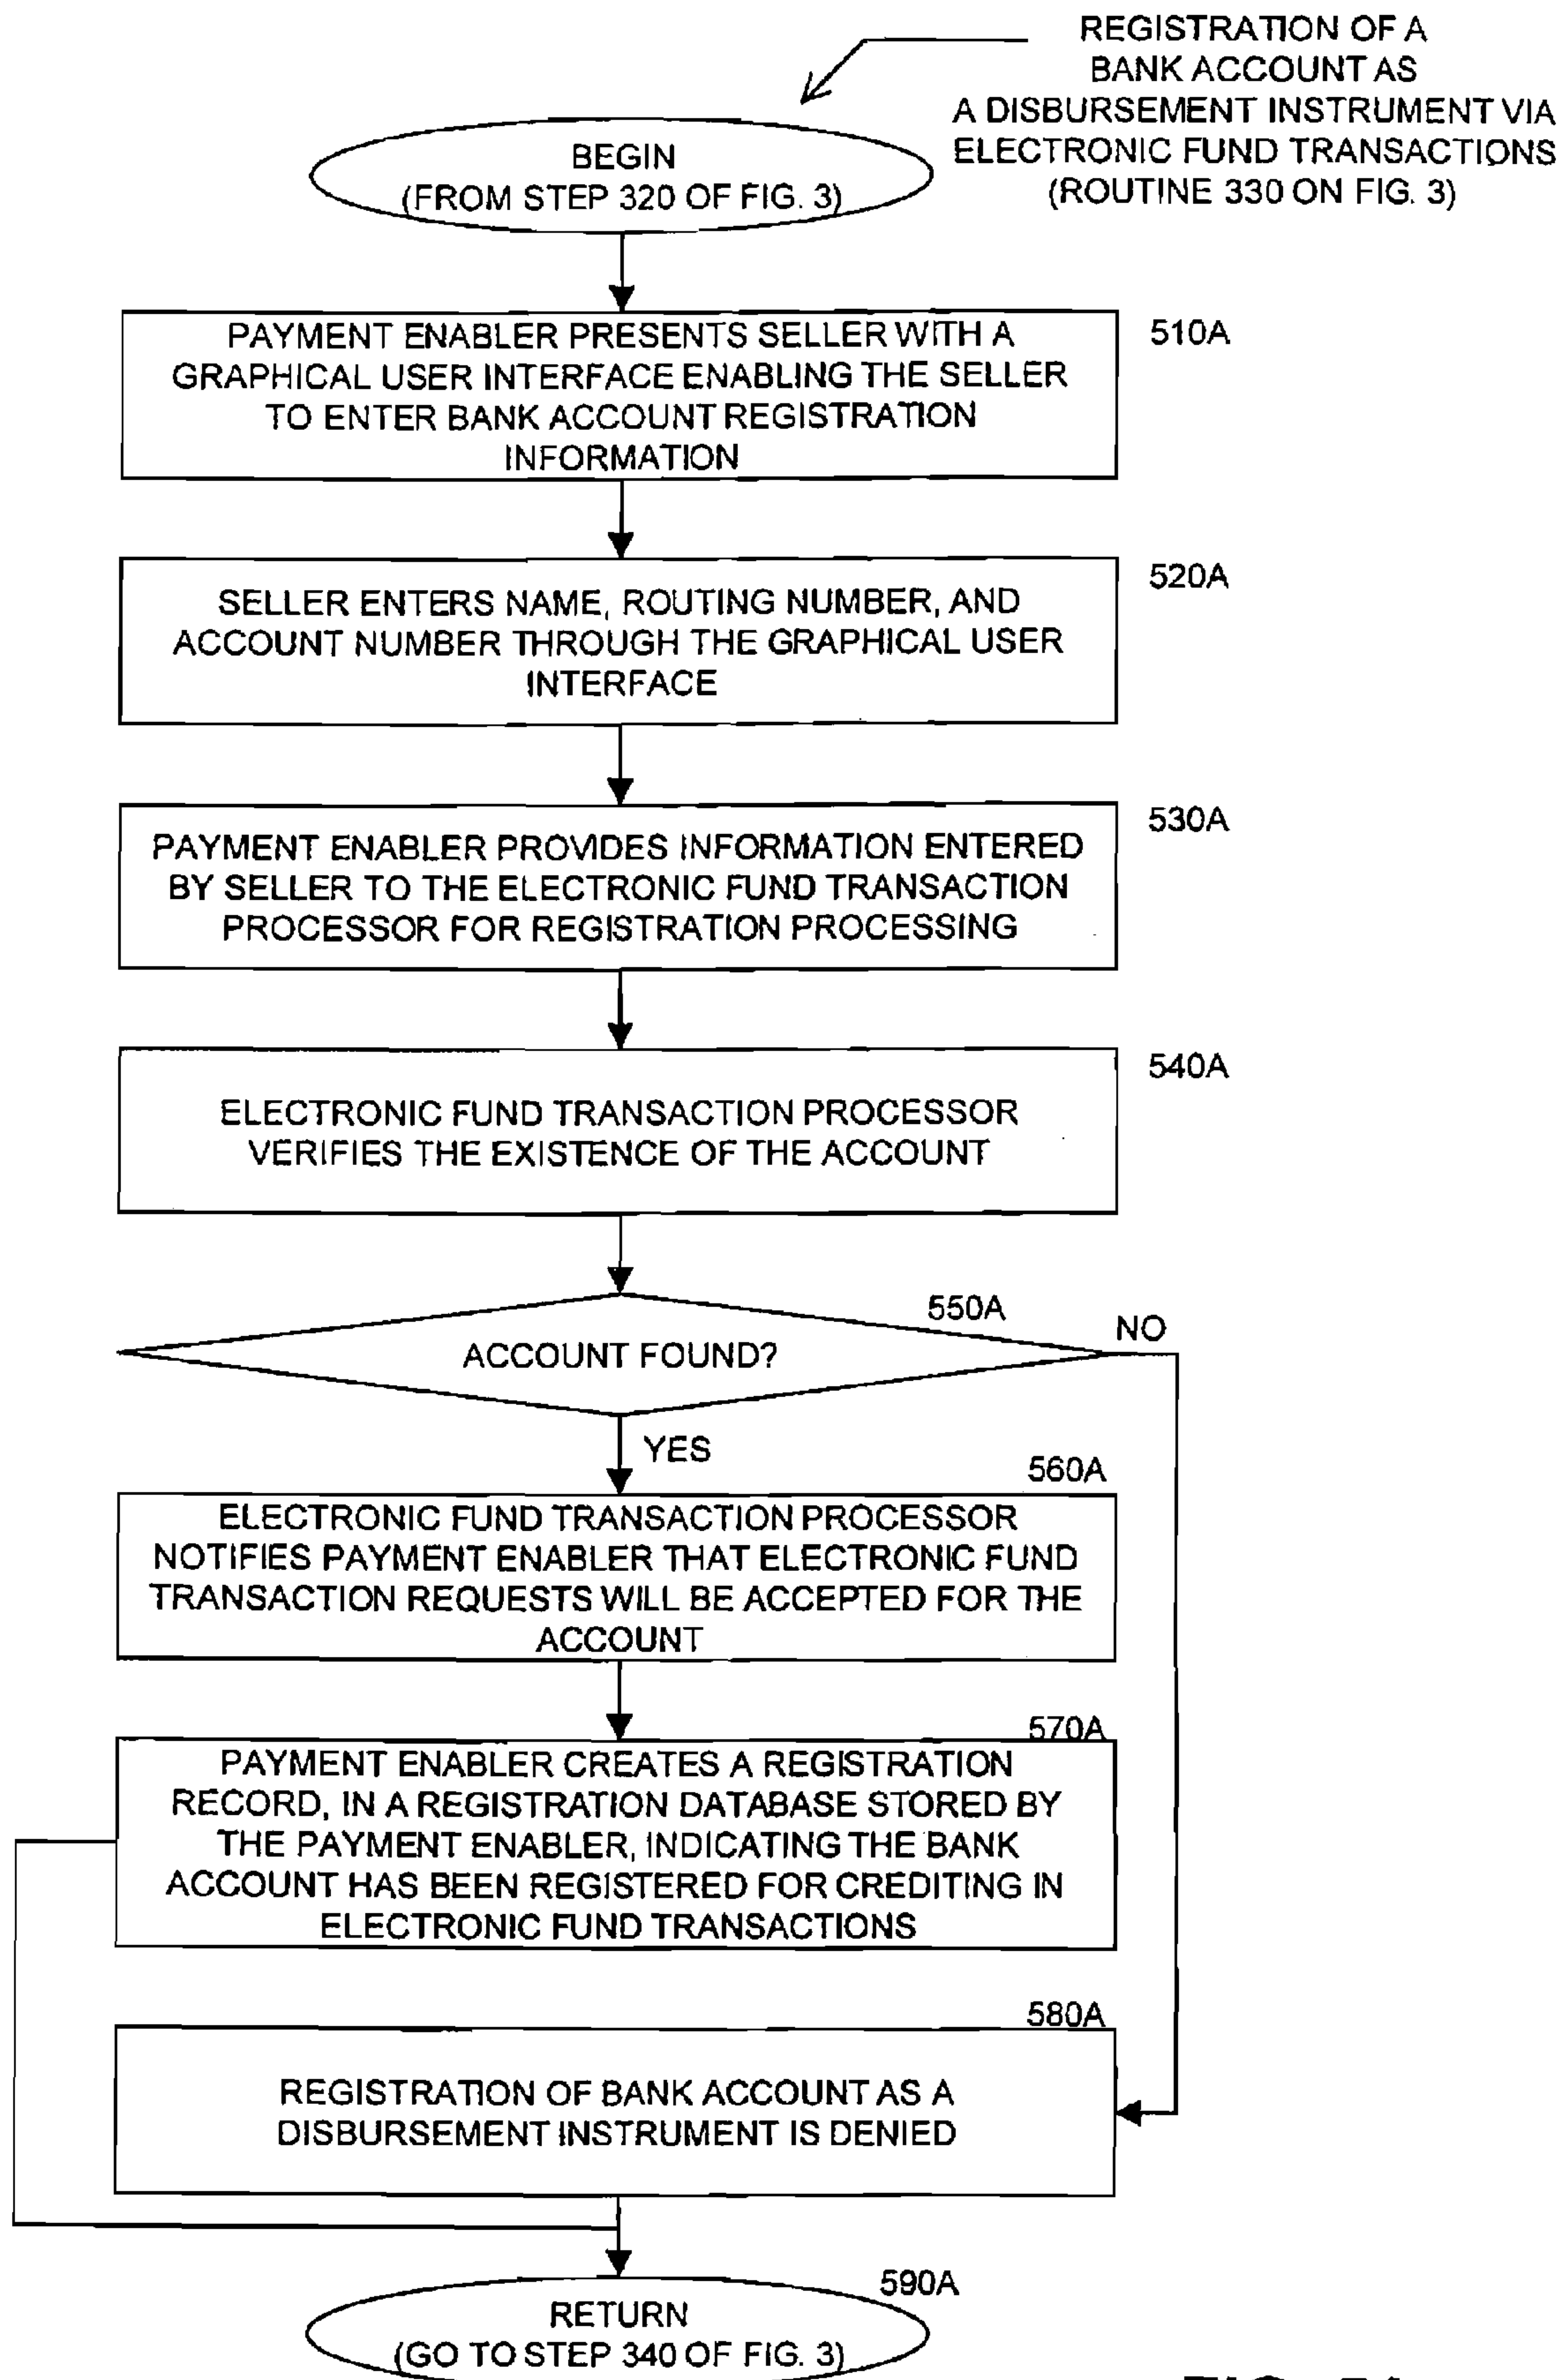 REGISTRATION OF A
BANK ACCOUNT AS
A DISBURSEMENT INSTRUMENT VIA
ELECTRONIC FUND TRANSACTIONS
(ROUTINE 330 ON FIG. 3)
BEGIN
(FROM STEP 320 OF FIG. 3)
510A
PAYMENT ENABLER PRESENTS SELLER WITH A
GRAPHICAL USER INTERFACE ENABLING THE SELLER
TO ENTER BANK ACCOUNT REGISTRATION
INFORMATION
520A
SELLER ENTERS NAME, ROUTING NUMBER, AND
ACCOUNT NUMBER THROUGH THE GRAPHICAL USER
INTERFACE
530A
PAYMENT ENABLER PROVIDES INFORMATION ENTERED
BY SELLER TO THE ELECTRONIC FUND TRANSACTION
PROCESSOR FOR REGISTRATION PROCESSING
540A
ELECTRONIC FUND TRANSACTION PROCESSOR
VERIFIES THE EXISTENCE OF THE ACCOUNT
550A
NO
ACCOUNT FOUND?
YES
560A
ELECTRONIC FUND TRANSACTION PROCESSOR
NOTIFIES PAYMENT ENABLER THAT ELECTRONIC FUND
TRANSACTION REQUESTS WILL BE ACCEPTED FOR THE
ACCOUNT
570A
PAYMENT ENABLER CREATES A REGISTRATION
RECORD, IN A REGISTRATION DATABASE STORED BY
THE PAYMENT ENABLER, INDICATING THE BANK
ACCOUNT HAS BEEN REGISTERED FOR CREDITING IN
ELECTRONIC FUND TRANSACTIONS
580A
REGISTRATION OF BANK ACCOUNT AS A
DISBURSEMENT INSTRUMENT IS DENIED
590A
RETURN
(GO TO STEP 340 OF FIG. 3)